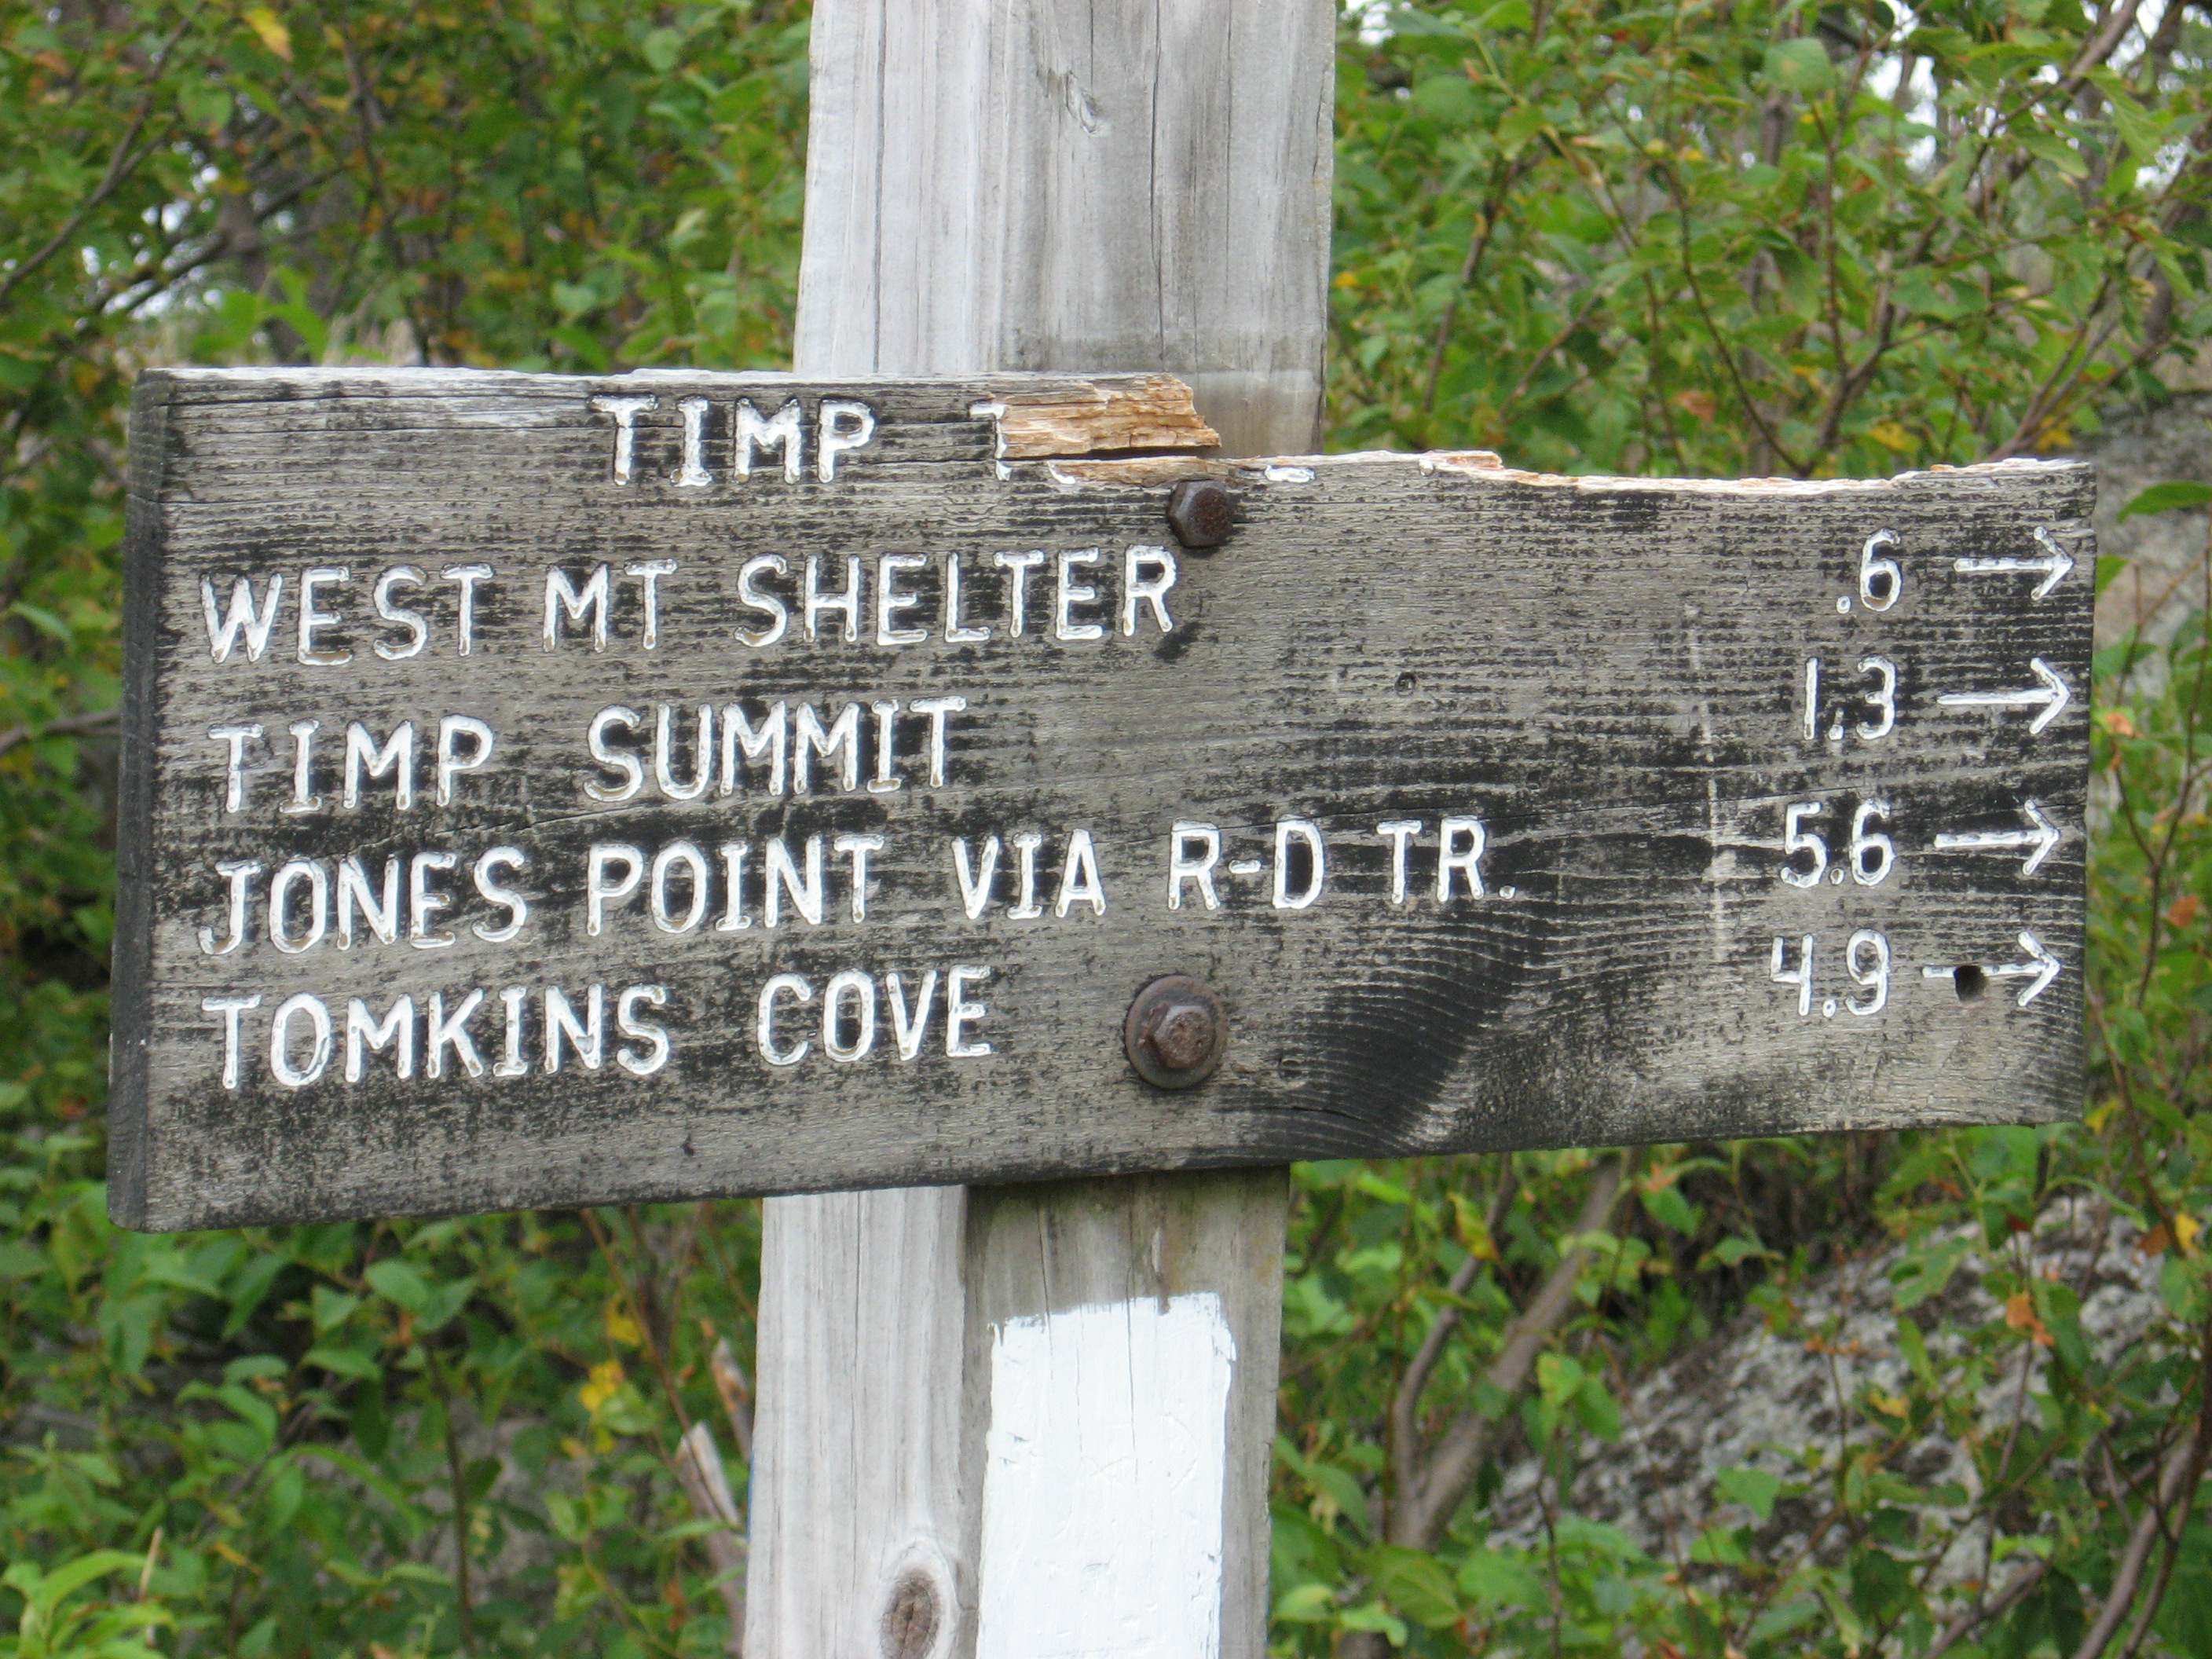 TIMP
WEST MT SHELTER .6 →
TIMP SUMMIT 1.3 →
JONES POINT VIA R-D TR. 5.6 →
TOMKINS COVE 4.9 →